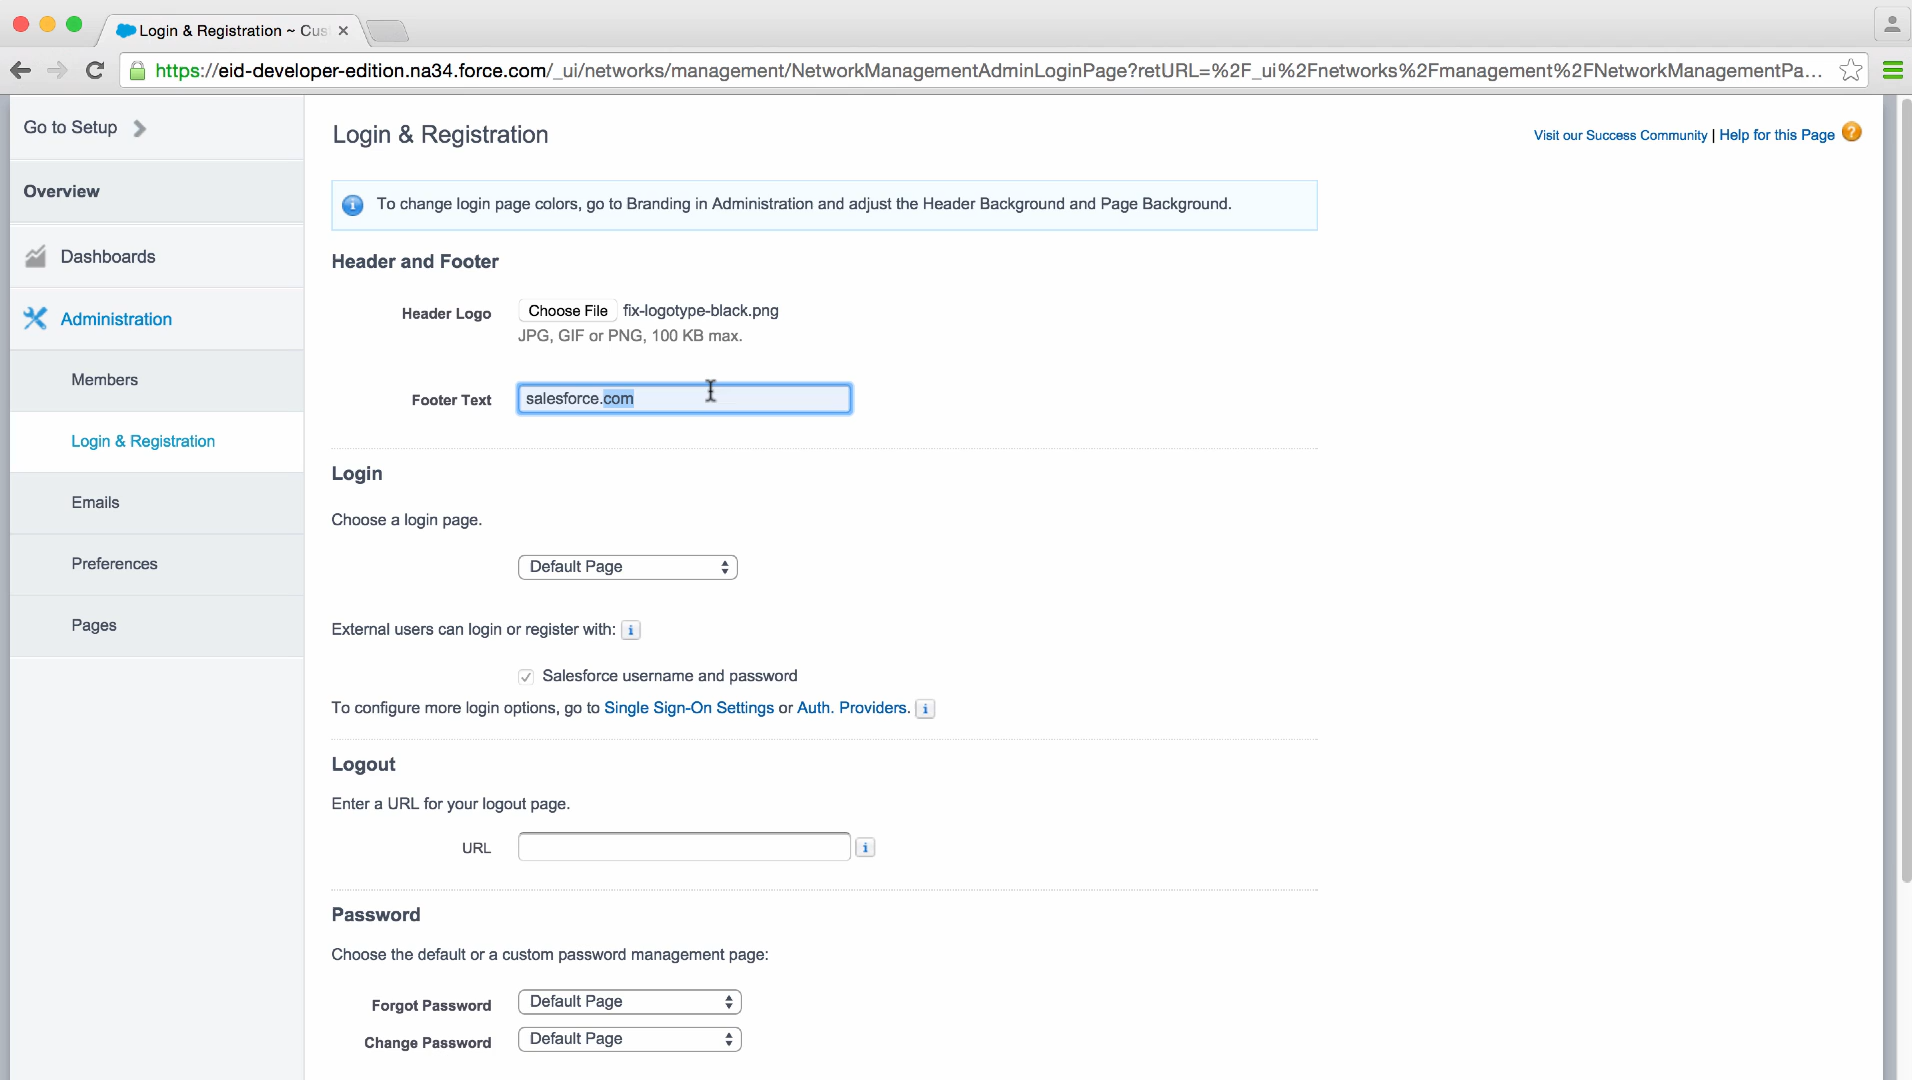 Login & Registration ~ Cus
https://eid-developer-edition.na34.force.com/_ui/networks/management/NetworkManagementAdminLoginPage?retURL=%2F_ui%2Fnetworks%2Fmanagement%2FNetworkManagementPa...
Go to Setup
Login & Registration
Visit our Success Community | Help for this Page
Overview
To change login page colors, go to Branding in Administration and adjust the Header Background and Page Background.
Dashboards
Administration
Members
Login & Registration
Emails
Preferences
Pages
Header and Footer
Header Logo Choose File fix-logotype-black.png
JPG, GIF or PNG, 100 KB max.
Footer Text salesforce.com
Login
Choose a login page.
Default Page
External users can login or register with:
Salesforce username and password
To configure more login options, go to Single Sign-On Settings or Auth. Providers.
Logout
Enter a URL for your logout page.
URL
Password
Choose the default or a custom password management page:
Forgot Password Default Page
Change Password Default Page